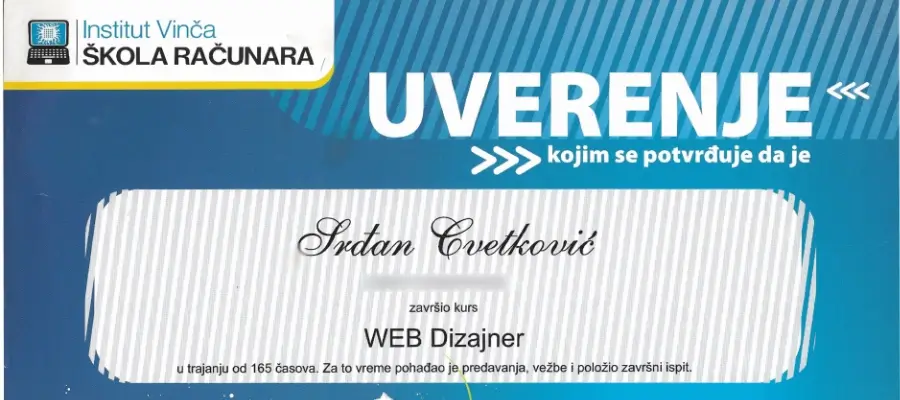 Institut Vinča
ŠKOLA RAČUNARA
UVERENJE <<<
>>> kojim se potvrđuje da je
Srđan Cvetković
završio kurs
WEB Dizajner
u trajanju od 165 časova. Za to vreme pohađao je predavanja, vežbe i položio završni ispit.